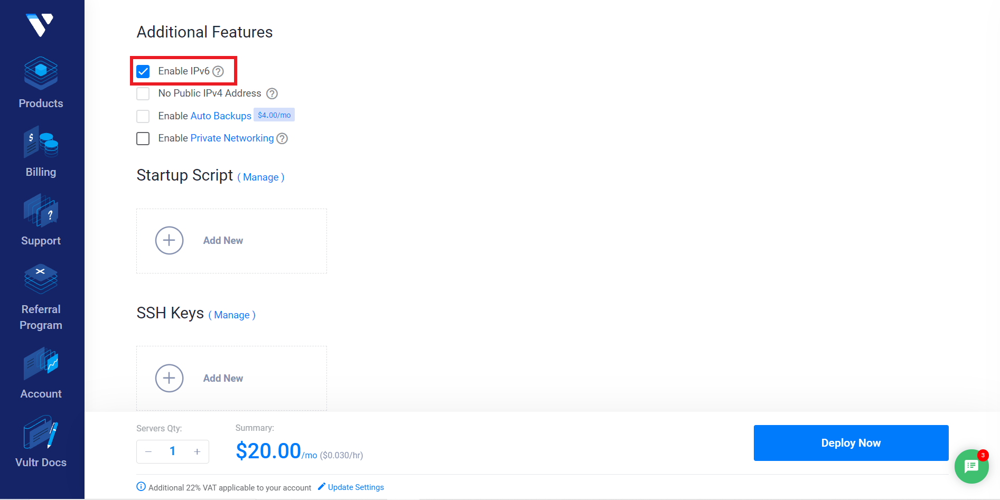 Products
Billing
Support
Referral
Program
Account
Vultr Docs
Additional Features
Enable IPv6
No Public IPv4 Address
Enable Auto Backups $4.00/mo
Enable Private Networking
Startup Script ( Manage )
Add New
SSH Keys ( Manage )
Add New
Servers Qty:
1
Summary:
$20.00/mo ($0.030/hr)
Deploy Now
3
Additional 22% VAT applicable to your account Update Settings